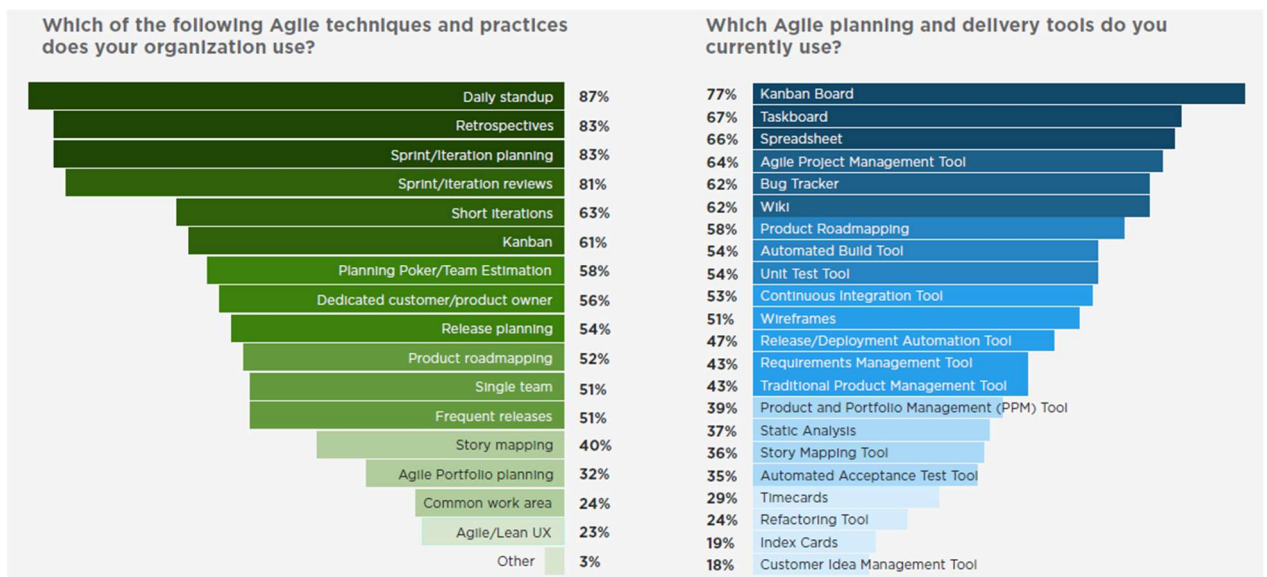 Which of the following Agile techniques and practices
does your organization use?
Daily standup 87%
Retrospectives 83%
Sprint/Iteration planning 83%
Sprint/Iteration reviews 81%
Short iterations 63%
Kanban 61%
Planning Poker/Team Estimation 58%
Dedicated customer/product owner 56%
Release planning 54%
Product roadmapping 52%
Single team 51%
Frequent releases 51%
Story mapping 40%
Agile Portfolio planning 32%
Common work area 24%
Agile/Lean UX 23%
Other 3%
Which Agile planning and delivery tools do you
currently use?
77% Kanban Board
67% Taskboard
66% Spreadsheet
64% Agile Project Management Tool
62% Bug Tracker
62% Wiki
58% Product Roadmapping
54% Automated Build Tool
54% Unit Test Tool
53% Continuous Integration Tool
51% Wireframes
47% Release/Deployment Automation Tool
43% Requirements Management Tool
43% Traditional Product Management Tool
39% Product and Portfolio Management (PPM) Tool
37% Static Analysis
36% Story Mapping Tool
35% Automated Acceptance Test Tool
29% Timecards
24% Refactoring Tool
19% Index Cards
18% Customer Idea Management Tool